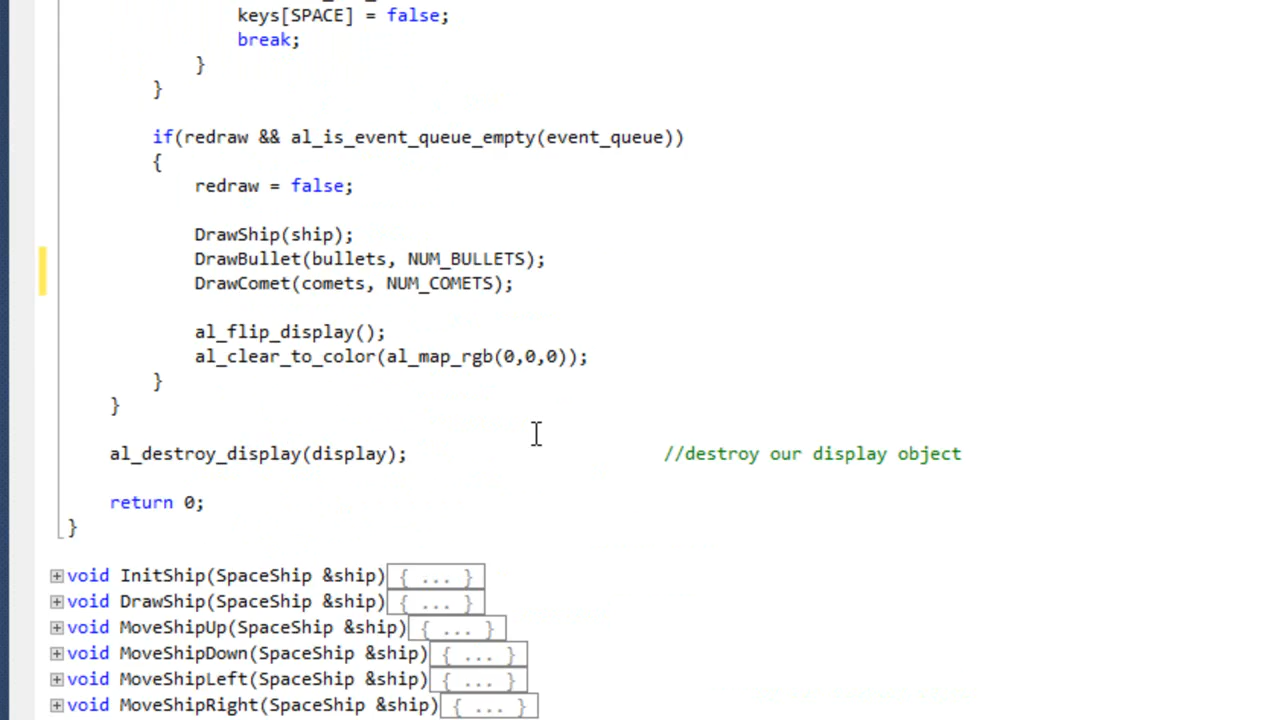 keys[SPACE] = false;
break;
}
}
if(redraw && al_is_event_queue_empty(event_queue))
{
redraw = false;
DrawShip(ship);
DrawBullet(bullets, NUM_BULLETS);
DrawComet(comets, NUM_COMETS);
al_flip_display();
al_clear_to_color(al_map_rgb(0,0,0));
}
}
al_destroy_display(display); //destroy our display object
return 0;
}
void InitShip(SpaceShip &ship){ ... }
void DrawShip(SpaceShip &ship){ ... }
void MoveShipUp(SpaceShip &ship){ ... }
void MoveShipDown(SpaceShip &ship){ ... }
void MoveShipLeft(SpaceShip &ship){ ... }
void MoveShipRight(SpaceShip &ship){ ... }